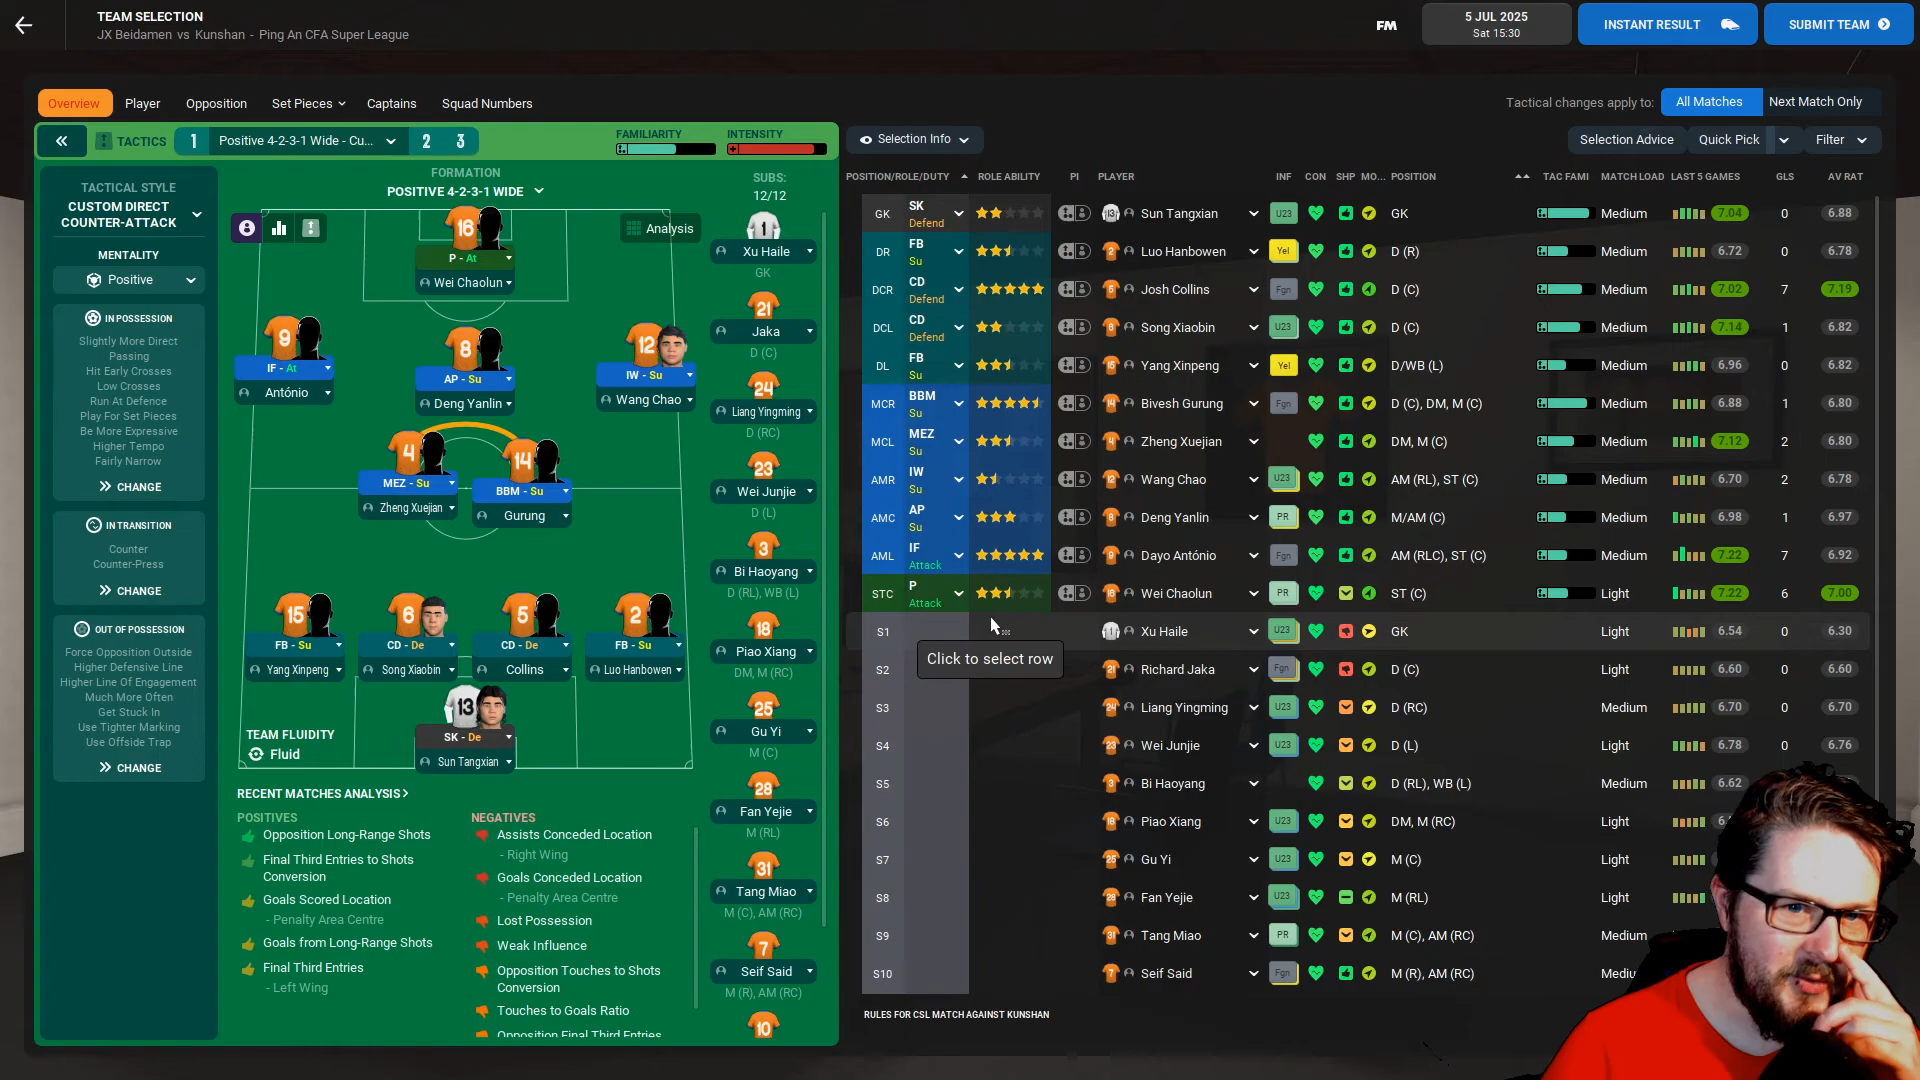 TEAM SELECTION
JX Beidamen vs Kunshan - Ping An CFA Super League
FM
5 JUL 2025
Sat 15:30
INSTANT RESULT
SUBMIT TEAM
Overview Player Opposition Set Pieces Captains Squad Numbers
Tactical changes apply to: All Matches Next Match Only
TACTICS 1 Positive 4-2-3-1 Wide - Cu... 2 3
FAMILIARITY INTENSITY
Selection Info
Selection Advice Quick Pick Filter
TACTICAL STYLE
CUSTOM DIRECT
COUNTER-ATTACK
MENTALITY
Positive
IN POSSESSION
Slightly More Direct
Passing
Hit Early Crosses
Low Crosses
Run At Defence
Play For Set Pieces
Be More Expressive
Higher Tempo
Fairly Narrow
CHANGE
IN TRANSITION
Counter
Counter-Press
CHANGE
OUT OF POSSESSION
Force Opposition Outside
Higher Defensive Line
Higher Line Of Engagement
Much More Often
Get Stuck In
Use Tighter Marking
Use Offside Trap
CHANGE
FORMATION
POSITIVE 4-2-3-1 WIDE
Analysis
P - At
Wei Chaolun
9
IF - At
António
8
AP - Su
Deng Yanlin
12
IW - Su
Wang Chao
4
MEZ - Su
Zheng Xuejian
14
BBM - Su
Gurung
15
FB - Su
Yang Xinpeng
6
CD - De
Song Xiaobin
5
CD - De
Collins
2
FB - Su
Luo Hanbowen
13
SK - De
Sun Tangxian
TEAM FLUIDITY
Fluid
RECENT MATCHES ANALYSIS
POSITIVES
Opposition Long-Range Shots
Final Third Entries to Shots
Conversion
Goals Scored Location
- Penalty Area Centre
Goals from Long-Range Shots
Final Third Entries
- Left Wing
NEGATIVES
Assists Conceded Location
- Right Wing
Goals Conceded Location
- Penalty Area Centre
Lost Possession
Weak Influence
Opposition Touches to Shots
Conversion
Touches to Goals Ratio
Opposition Final Third Entries
SUBS:
12/12
1
Xu Haile
GK
21
Jaka
D (C)
24
Liang Yingming
D (RC)
23
Wei Junjie
D (L)
3
Bi Haoyang
D (RL), WB (L)
18
Piao Xiang
DM, M (RC)
25
Gu Yi
M (C)
28
Fan Yejie
M (RL)
31
Tang Miao
M (C), AM (RC)
7
Seif Said
M (R), AM (RC)
10
POSITION/ROLE/DUTY ROLE ABILITY PI PLAYER INF CON SHP MO... POSITION TAC FAMI MATCH LOAD LAST 5 GAMES GLS AV RAT
GK SK Defend Sun Tangxian U23 GK Medium 7.04 0 6.88
DR FB Su Luo Hanbowen Yel D (R) Medium 6.72 0 6.78
DCR CD Defend Josh Collins Fgn D (C) Medium 7.02 7 7.19
DCL CD Defend Song Xiaobin U23 D (C) Medium 7.14 1 6.82
DL FB Su Yang Xinpeng Yel D/WB (L) Medium 6.96 0 6.82
MCR BBM Su Bivesh Gurung Fgn D (C), DM, M (C) Medium 6.88 1 6.80
MCL MEZ Su Zheng Xuejian DM, M (C) Medium 7.12 2 6.80
AMR IW Su Wang Chao U23 AM (RL), ST (C) Medium 6.70 2 6.78
AMC AP Su Deng Yanlin PR M/AM (C) Medium 6.98 1 6.97
AML IF Attack Dayo António Fgn AM (RLC), ST (C) Medium 7.22 7 6.92
STC P Attack Wei Chaolun PR ST (C) Light 7.22 6 7.00
S1 Xu Haile U23 GK Light 6.54 0 6.30
Click to select row
S2 Richard Jaka Fgn D (C) Light 6.60 0 6.60
S3 Liang Yingming U23 D (RC) Medium 6.70 0 6.70
S4 Wei Junjie U23 D (L) Light 6.78 0 6.76
S5 Bi Haoyang D (RL), WB (L) Medium 6.62
S6 Piao Xiang U23 DM, M (RC) Light
S7 Gu Yi U23 M (C) Light
S8 Fan Yejie U23 M (RL) Light
S9 Tang Miao PR M (C), AM (RC) Medium
S10 Seif Said Fgn M (R), AM (RC)
RULES FOR CSL MATCH AGAINST KUNSHAN